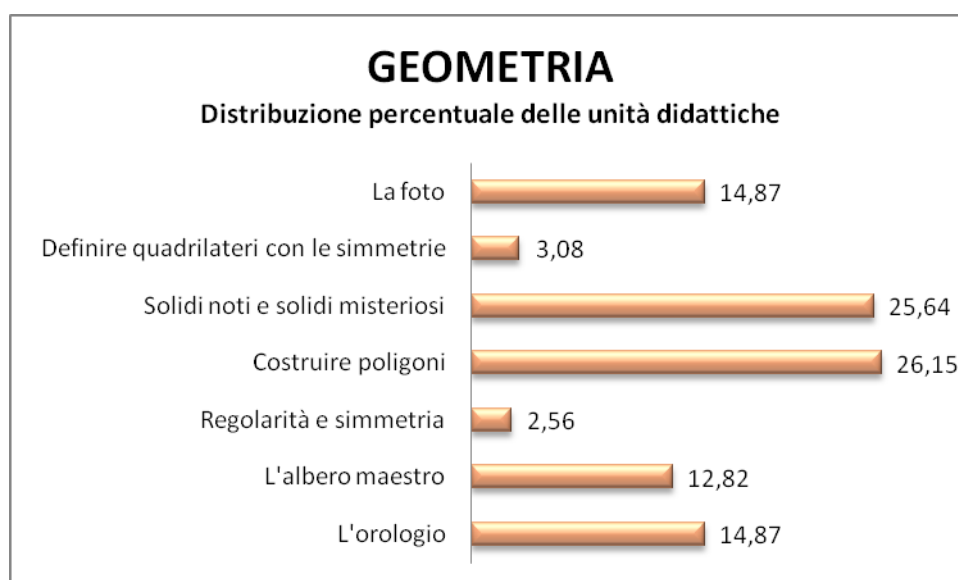 GEOMETRIA
Distribuzione percentuale delle unità didattiche
La foto 14,87
Definire quadrilateri con le simmetrie 3,08
Solidi noti e solidi misteriosi 25,64
Costruire poligoni 26,15
Regolarità e simmetria 2,56
L'albero maestro 12,82
L'orologio 14,87